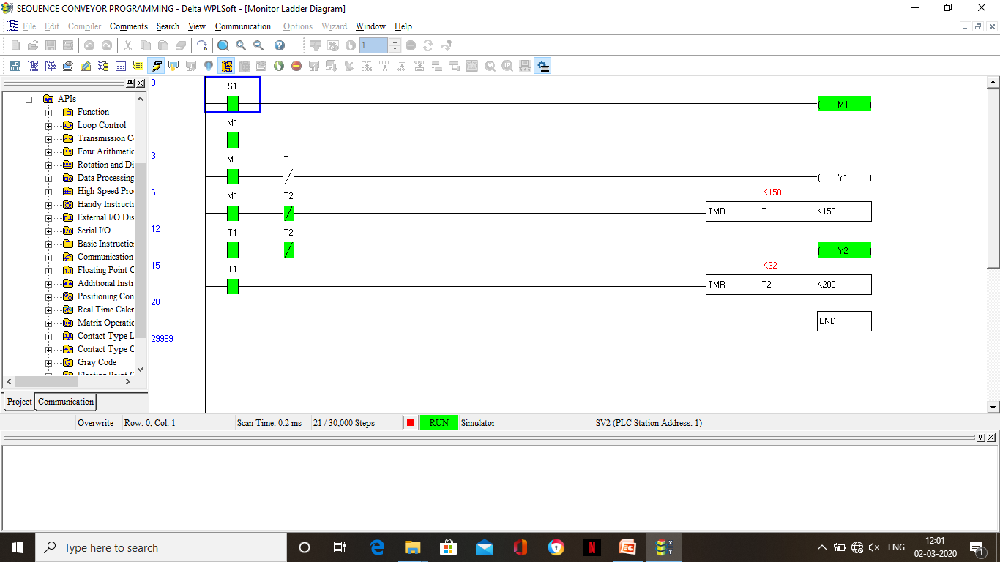 SEQUENCE CONVEYOR PROGRAMMING - Delta WPLSoft - [Monitor Ladder Diagram]
File Edit Compiler Comments Search View Communication Options Wizard Window Help
1
APIs
Function
Loop Control
Transmission C
Four Arithmetic
Rotation and Di
Data Processing
High-Speed Pro
Handy Instructi
External I/O Dis
Serial I/O
Basic Instructio
Communication
Floating Point C
Additional Instr
Positioning Con
Real Time Caler
Matrix Operatic
Contact Type L
Contact Type C
Gray Code
Floating Point C
Project Communication
0
S1
M1
M1
3
M1 T1
Y1
6
M1 T2
K150
TMR T1 K150
12
T1 T2
Y2
15
T1
K32
TMR T2 K200
20
END
29999
Overwrite Row: 0, Col: 1 Scan Time: 0.2 ms 21 / 30,000 Steps RUN Simulator SV2 (PLC Station Address: 1)
Type here to search
ENG
12:01
02-03-2020
1